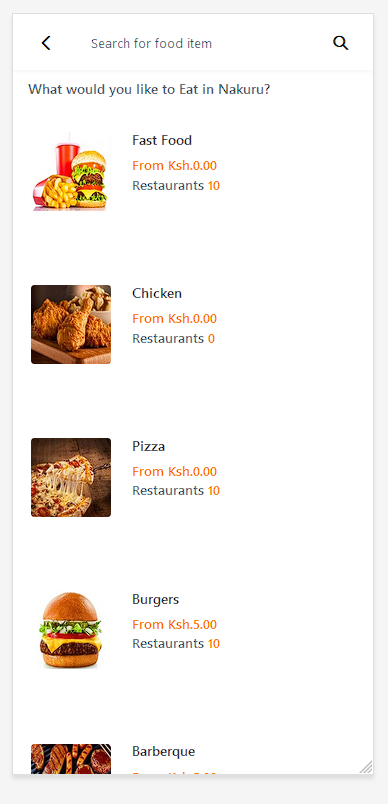 Search for food item
What would you like to Eat in Nakuru?
Fast Food
From Ksh.0.00
Restaurants 10
Chicken
From Ksh.0.00
Restaurants 0
Pizza
From Ksh.0.00
Restaurants 10
Burgers
From Ksh.5.00
Restaurants 10
Barberque